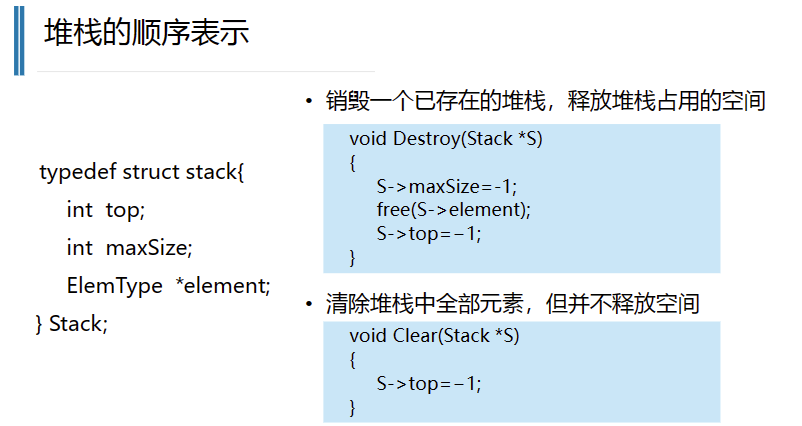 堆栈的顺序表示
typedef struct stack{
int top;
int maxSize;
ElemType *element;
} Stack;
• 销毁一个已存在的堆栈，释放堆栈占用的空间
void Destroy(Stack *S)
{
S->maxSize=-1;
free(S->element);
S->top=−1;
}
• 清除堆栈中全部元素，但并不释放空间
void Clear(Stack *S)
{
S->top=−1;
}